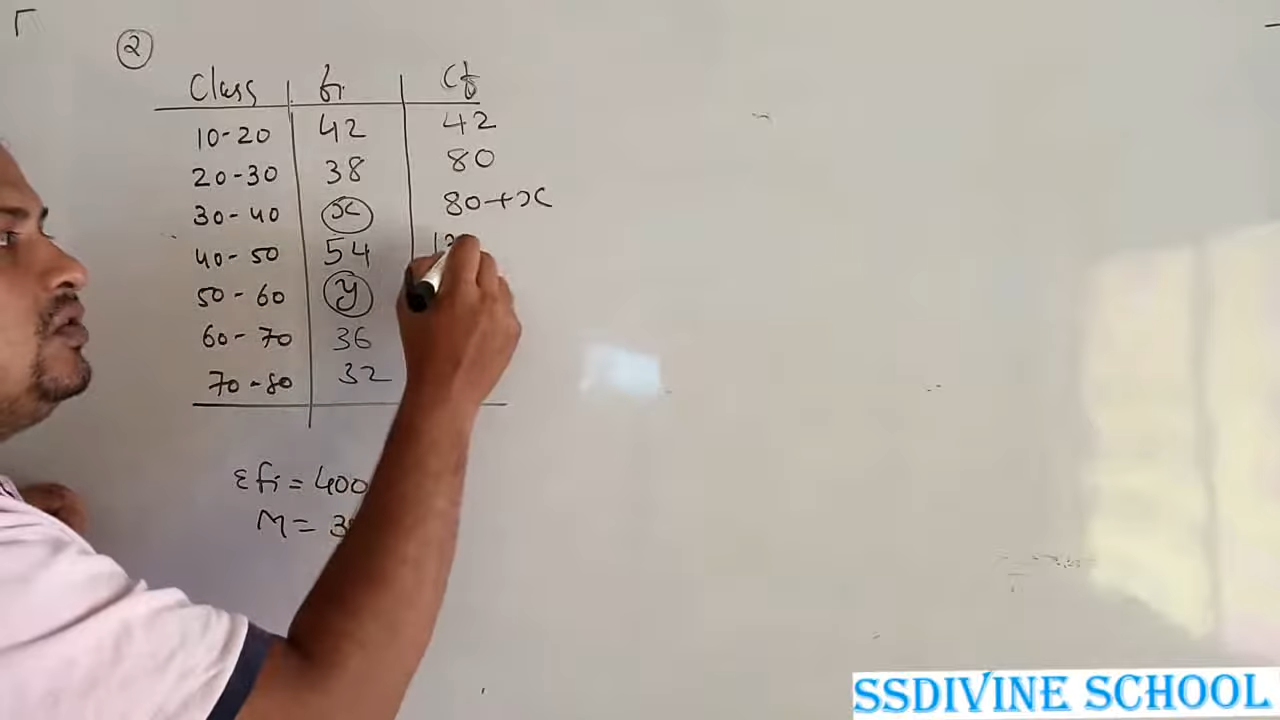 ②
Class fi Cf
10-20 42 42
20-30 38 80
30-40 x 80+x
40-50 54
50-60 y
60-70 36
70-80 32
Σfi = 400
M =
SSDIVINE SCHOOL